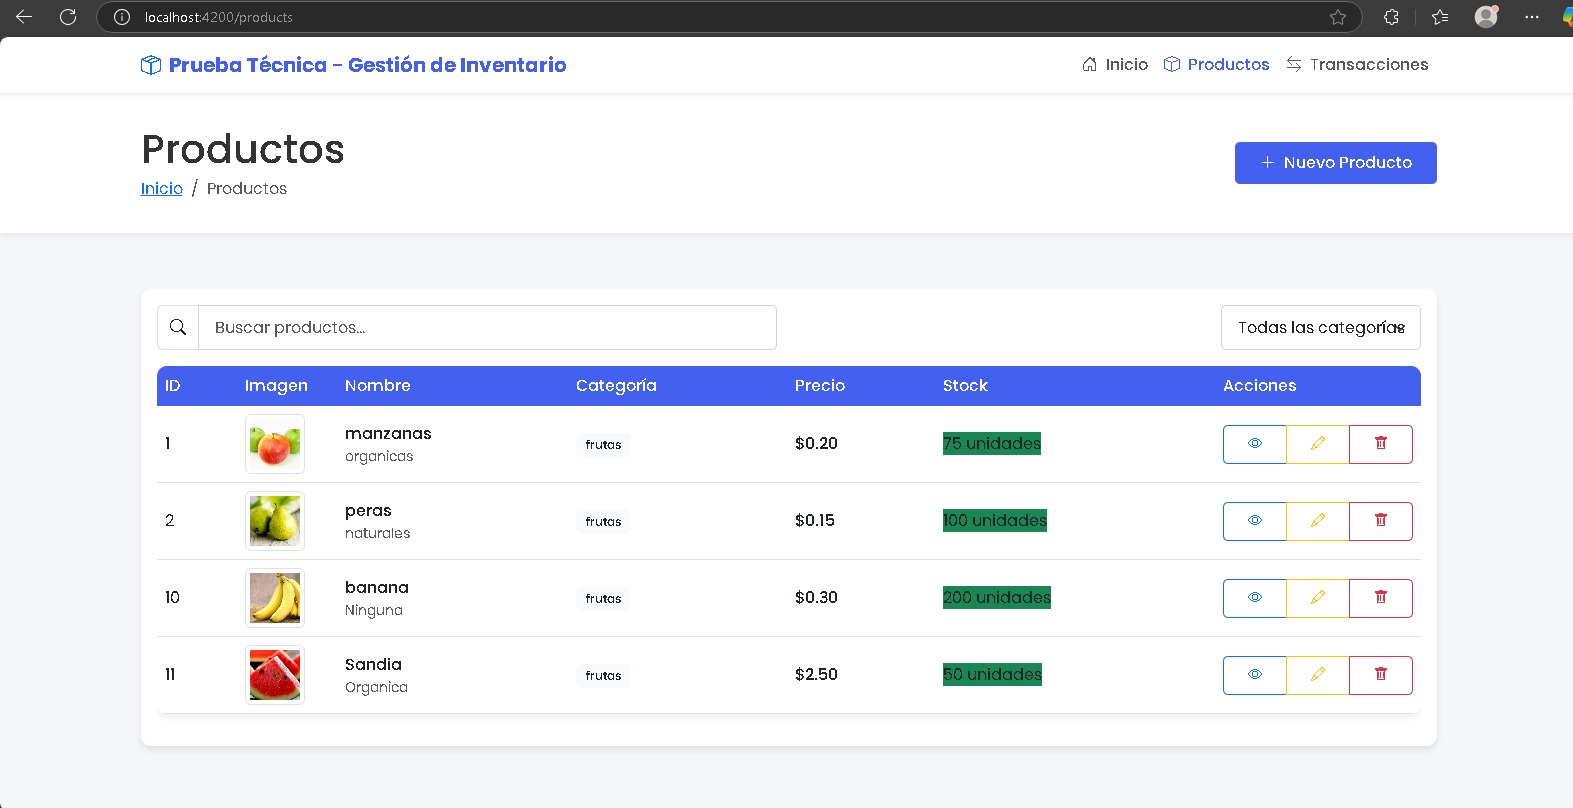 localhost:4200/products
Prueba Técnica - Gestión de Inventario
Inicio Productos Transacciones
Productos
Inicio / Productos
+ Nuevo Producto
Buscar productos...
Todas las categorías
ID Imagen Nombre Categoría Precio Stock Acciones
1 manzanas frutas $0.20 75 unidades
organicas
2 peras frutas $0.15 100 unidades
naturales
10 banana frutas $0.30 200 unidades
Ninguna
11 Sandia frutas $2.50 50 unidades
Organica